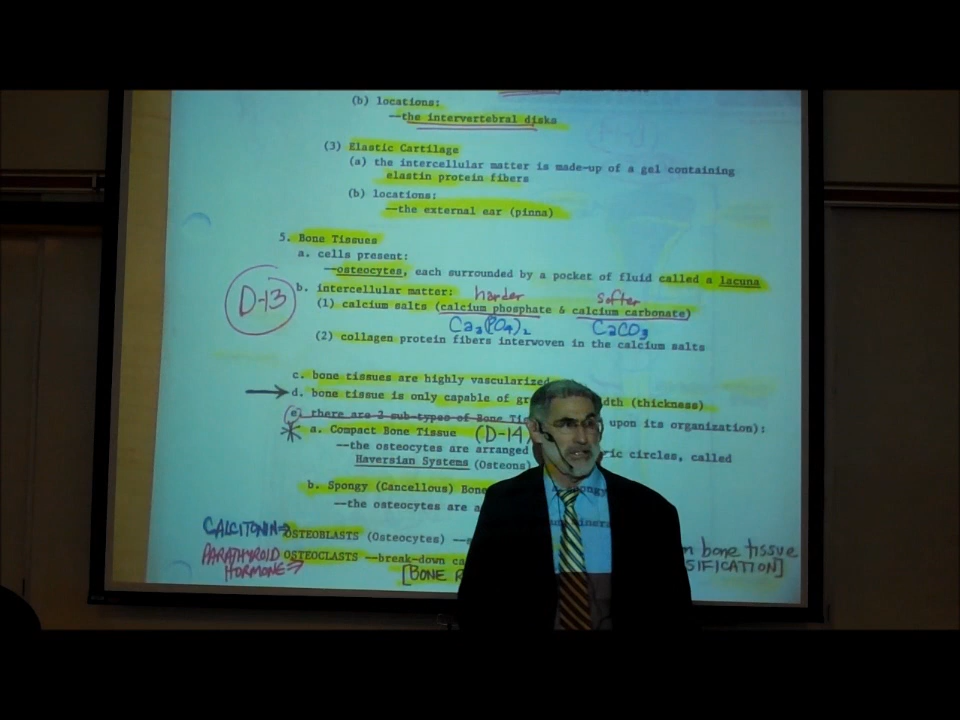 (b) locations:
--the intervertebral disks
(3) Elastic Cartilage
(a) the intercellular matter is made-up of a gel containing
elastin protein fibers
(b) locations:
--the external ear (pinna)
5. Bone Tissues
a. cells present:
--osteocytes, each surrounded by a pocket of fluid called a lacuna
D-13
b. intercellular matter:
harder softer
(1) calcium salts (calcium phosphate & calcium carbonate)
Ca3(PO4)2 CaCO3
(2) collagen protein fibers interwoven in the calcium salts
c. bone tissues are highly vascularized
d. bone tissue is only capable of (thickness)
e. there are 2 sub-types of Bone upon its organization):
a. Compact Bone Tissue (D-14)
--the osteocytes are arranged circles, called
Haversian Systems (Osteons)
b. Spongy (Cancellous) Bone
--the osteocytes are
CALCITONIN OSTEOBLASTS (Osteocytes) --
PARATHYROID OSTEOCLASTS --break-down bone tissue
HORMONE [BONE